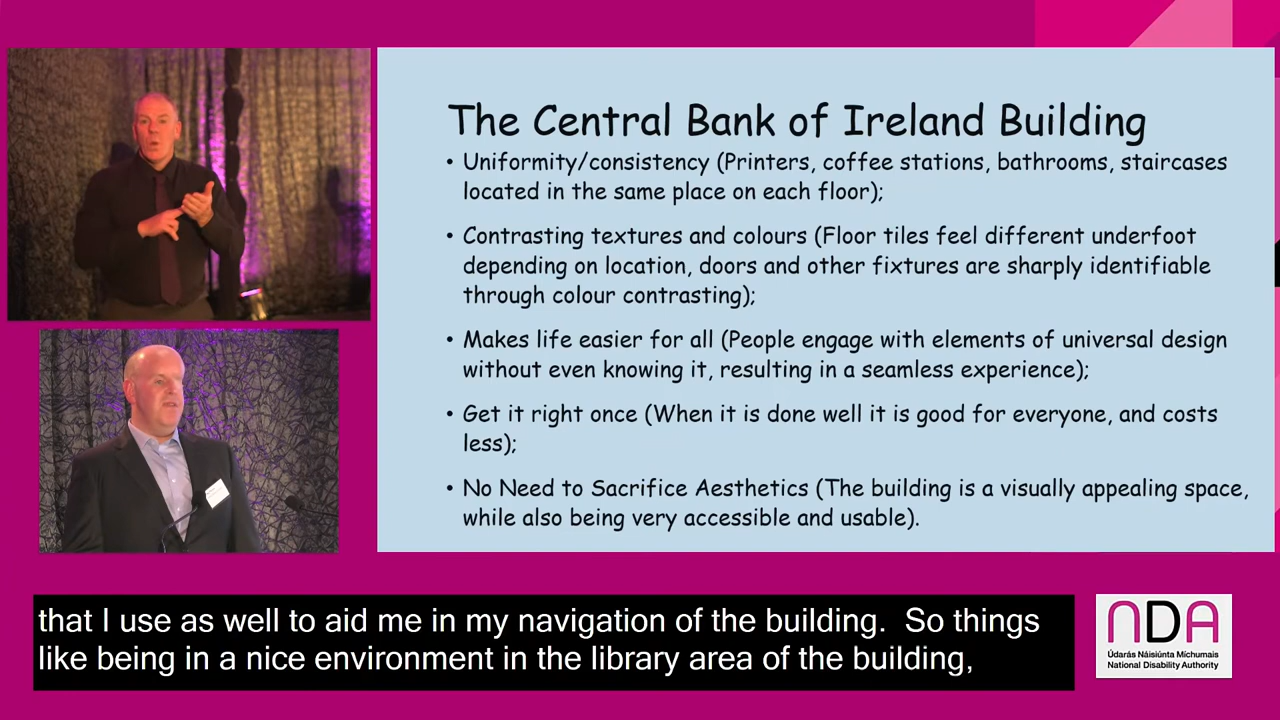 The Central Bank of Ireland Building
• Uniformity/consistency (Printers, coffee stations, bathrooms, staircases
located in the same place on each floor);
• Contrasting textures and colours (Floor tiles feel different underfoot
depending on location, doors and other fixtures are sharply identifiable
through colour contrasting);
• Makes life easier for all (People engage with elements of universal design
without even knowing it, resulting in a seamless experience);
• Get it right once (When it is done well it is good for everyone, and costs
less);
• No Need to Sacrifice Aesthetics (The building is a visually appealing space,
while also being very accessible and usable).
that I use as well to aid me in my navigation of the building.  So things
like being in a nice environment in the library area of the building,
NDA
Údarás Náisiúnta Míchumais
National Disability Authority